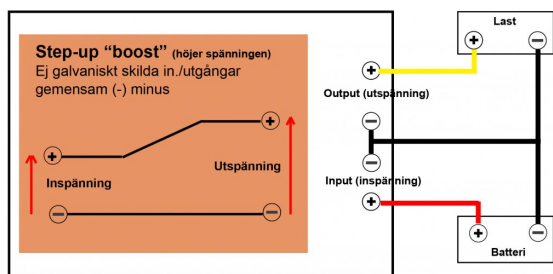 Step-up “boost” (höjer spänningen)
Ej galvaniskt skilda in./utgångar
gemensam (-) minus
Inspänning
Utspänning
Output (utspänning)
Input (inspänning)
Last
Batteri